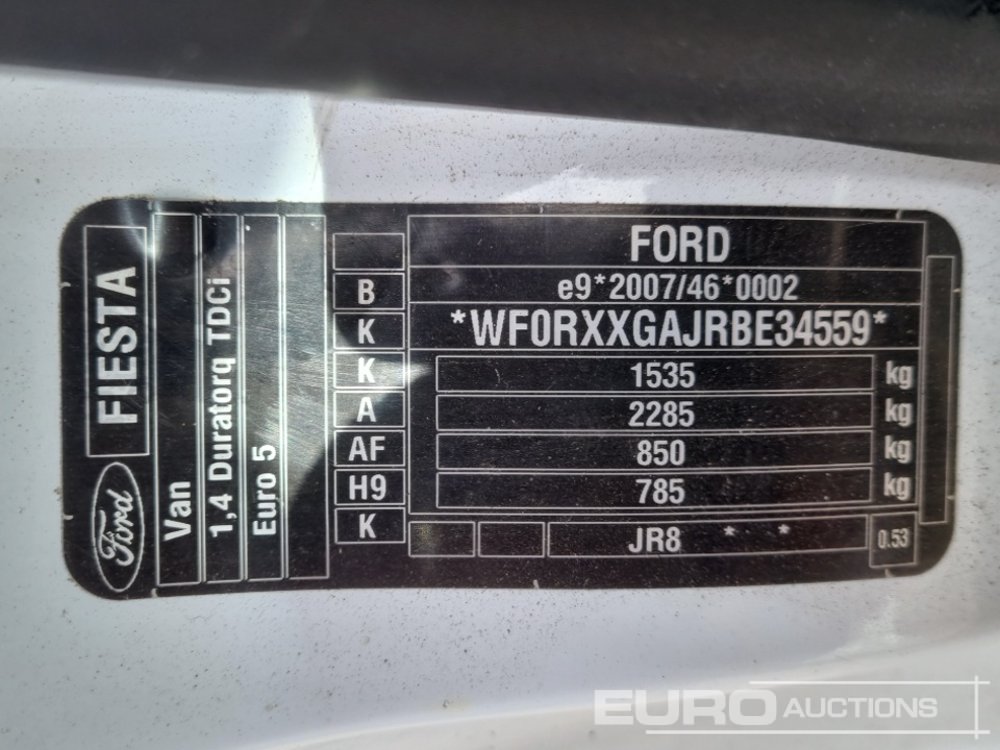 FORD
e9*2007/46*0002
*WF0RXXGAJRBE34559*
1535 kg
2285 kg
850 kg
785 kg
JR8 * *
0.53
B
K
K
A
AF
H9
K
Ford
FIESTA
Van
1,4 Duratorq TDCi
Euro 5
EURO AUCTIONS